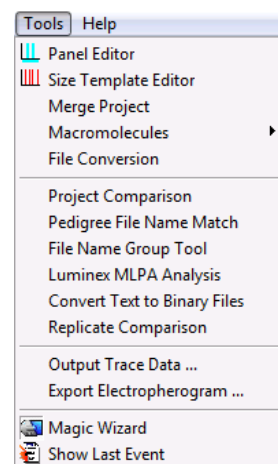 Tools Help
Panel Editor
Size Template Editor
Merge Project
Macromolecules
File Conversion
Project Comparison
Pedigree File Name Match
File Name Group Tool
Luminex MLPA Analysis
Convert Text to Binary Files
Replicate Comparison
Output Trace Data ...
Export Electropherogram ...
Magic Wizard
Show Last Event